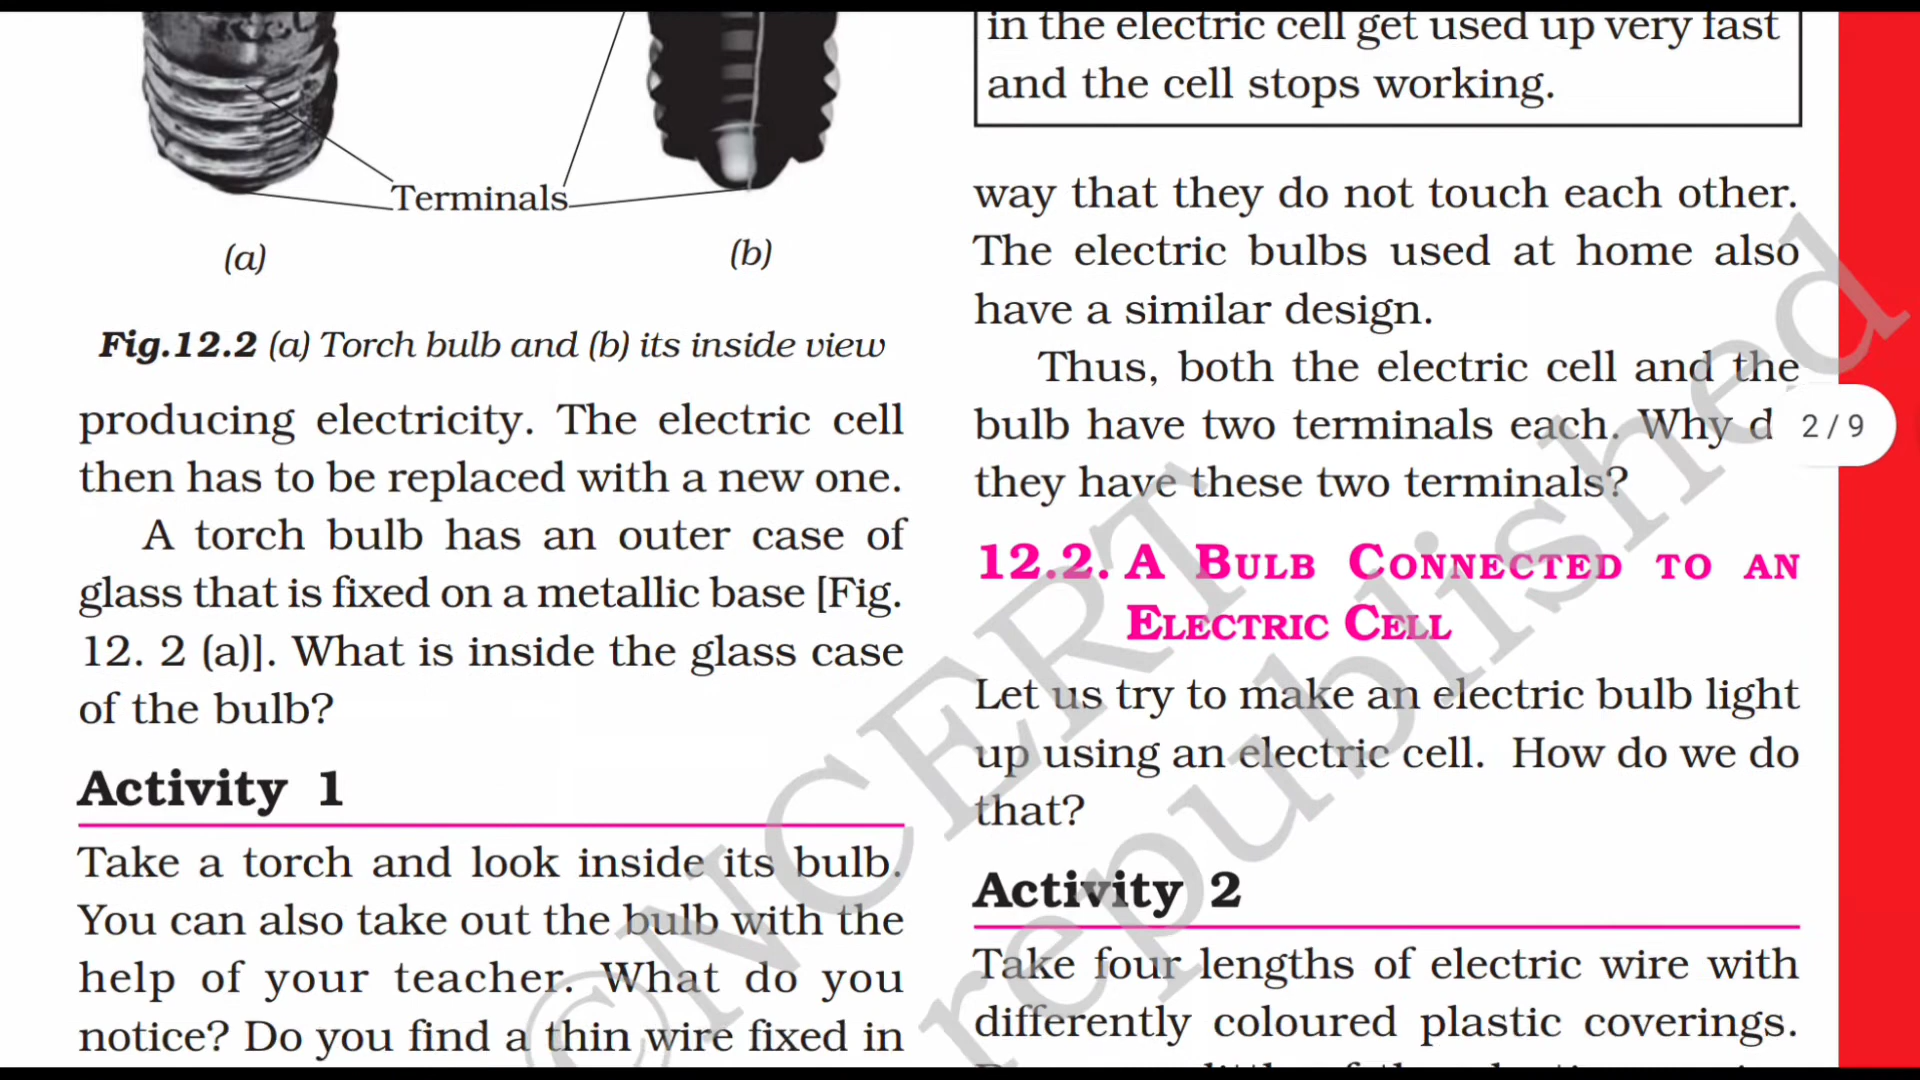 Terminals
(a)
(b)
Fig.12.2 (a) Torch bulb and (b) its inside view
producing electricity. The electric cell
then has to be replaced with a new one.
A torch bulb has an outer case of
glass that is fixed on a metallic base [Fig.
12. 2 (a)]. What is inside the glass case
of the bulb?
Activity 1
Take a torch and look inside its bulb.
You can also take out the bulb with the
help of your teacher. What do you
notice? Do you find a thin wire fixed in
in the electric cell get used up very fast
and the cell stops working.
way that they do not touch each other.
The electric bulbs used at home also
have a similar design.
Thus, both the electric cell and the
bulb have two terminals each. Why d
they have these two terminals?
12.2. A BULB CONNECTED TO AN
ELECTRIC CELL
Let us try to make an electric bulb light
up using an electric cell. How do we do
that?
Activity 2
Take four lengths of electric wire with
differently coloured plastic coverings.
2 / 9
©NCERT
republished